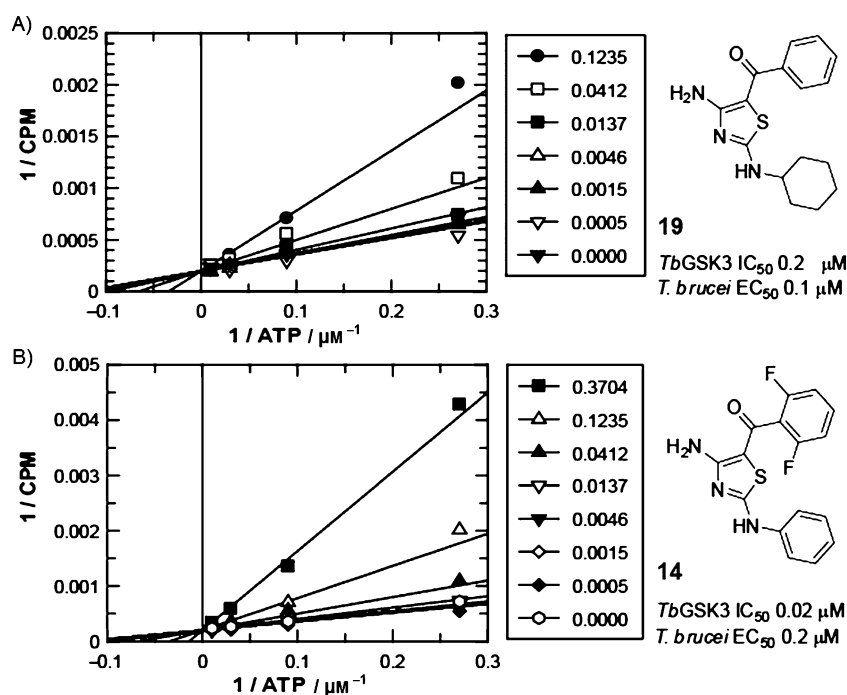 A)
1 / CPM
0.0025
0.002
0.0015
0.001
0.0005
0
−0.1
0
0.1
0.2
0.3
1 / ATP / µM⁻¹
0.1235
0.0412
0.0137
0.0046
0.0015
0.0005
0.0000
O
H₂N
S
N
HN
19
TbGSK3 IC₅₀ 0.2 µM
T. brucei EC₅₀ 0.1 µM
B)
1 / CPM
0.005
0.004
0.003
0.002
0.001
0
−0.1
0
0.1
0.2
0.3
1 / ATP / µM⁻¹
0.3704
0.1235
0.0412
0.0137
0.0046
0.0015
0.0005
0.0000
F
O
H₂N
F
S
N
HN
14
TbGSK3 IC₅₀ 0.02 µM
T. brucei EC₅₀ 0.2 µM